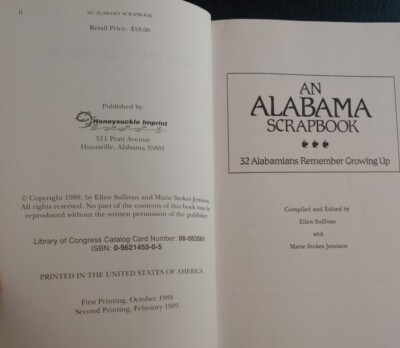 ii
AN ALABAMA SCRAPBOOK
Retail Price: $18.00
Published by
Honeysuckle Imprint
511 Pratt Avenue
Huntsville, Alabama 35801
© Copyright 1988, by Ellen Sullivan and Marie Stokes Jemison.
All rights reserved. No part of the contents of this book may be
reproduced without the written permission of the publisher.
Library of Congress Catalog Card Number: 88-083581
ISBN: 0-9621455-0-5
PRINTED IN THE UNITED STATES OF AMERICA
First Printing, October 1988
Second Printing, February 1989
AN
ALABAMA
SCRAPBOOK
32 Alabamians Remember Growing Up
Compiled and Edited by
Ellen Sullivan
and
Marie Stokes Jemison